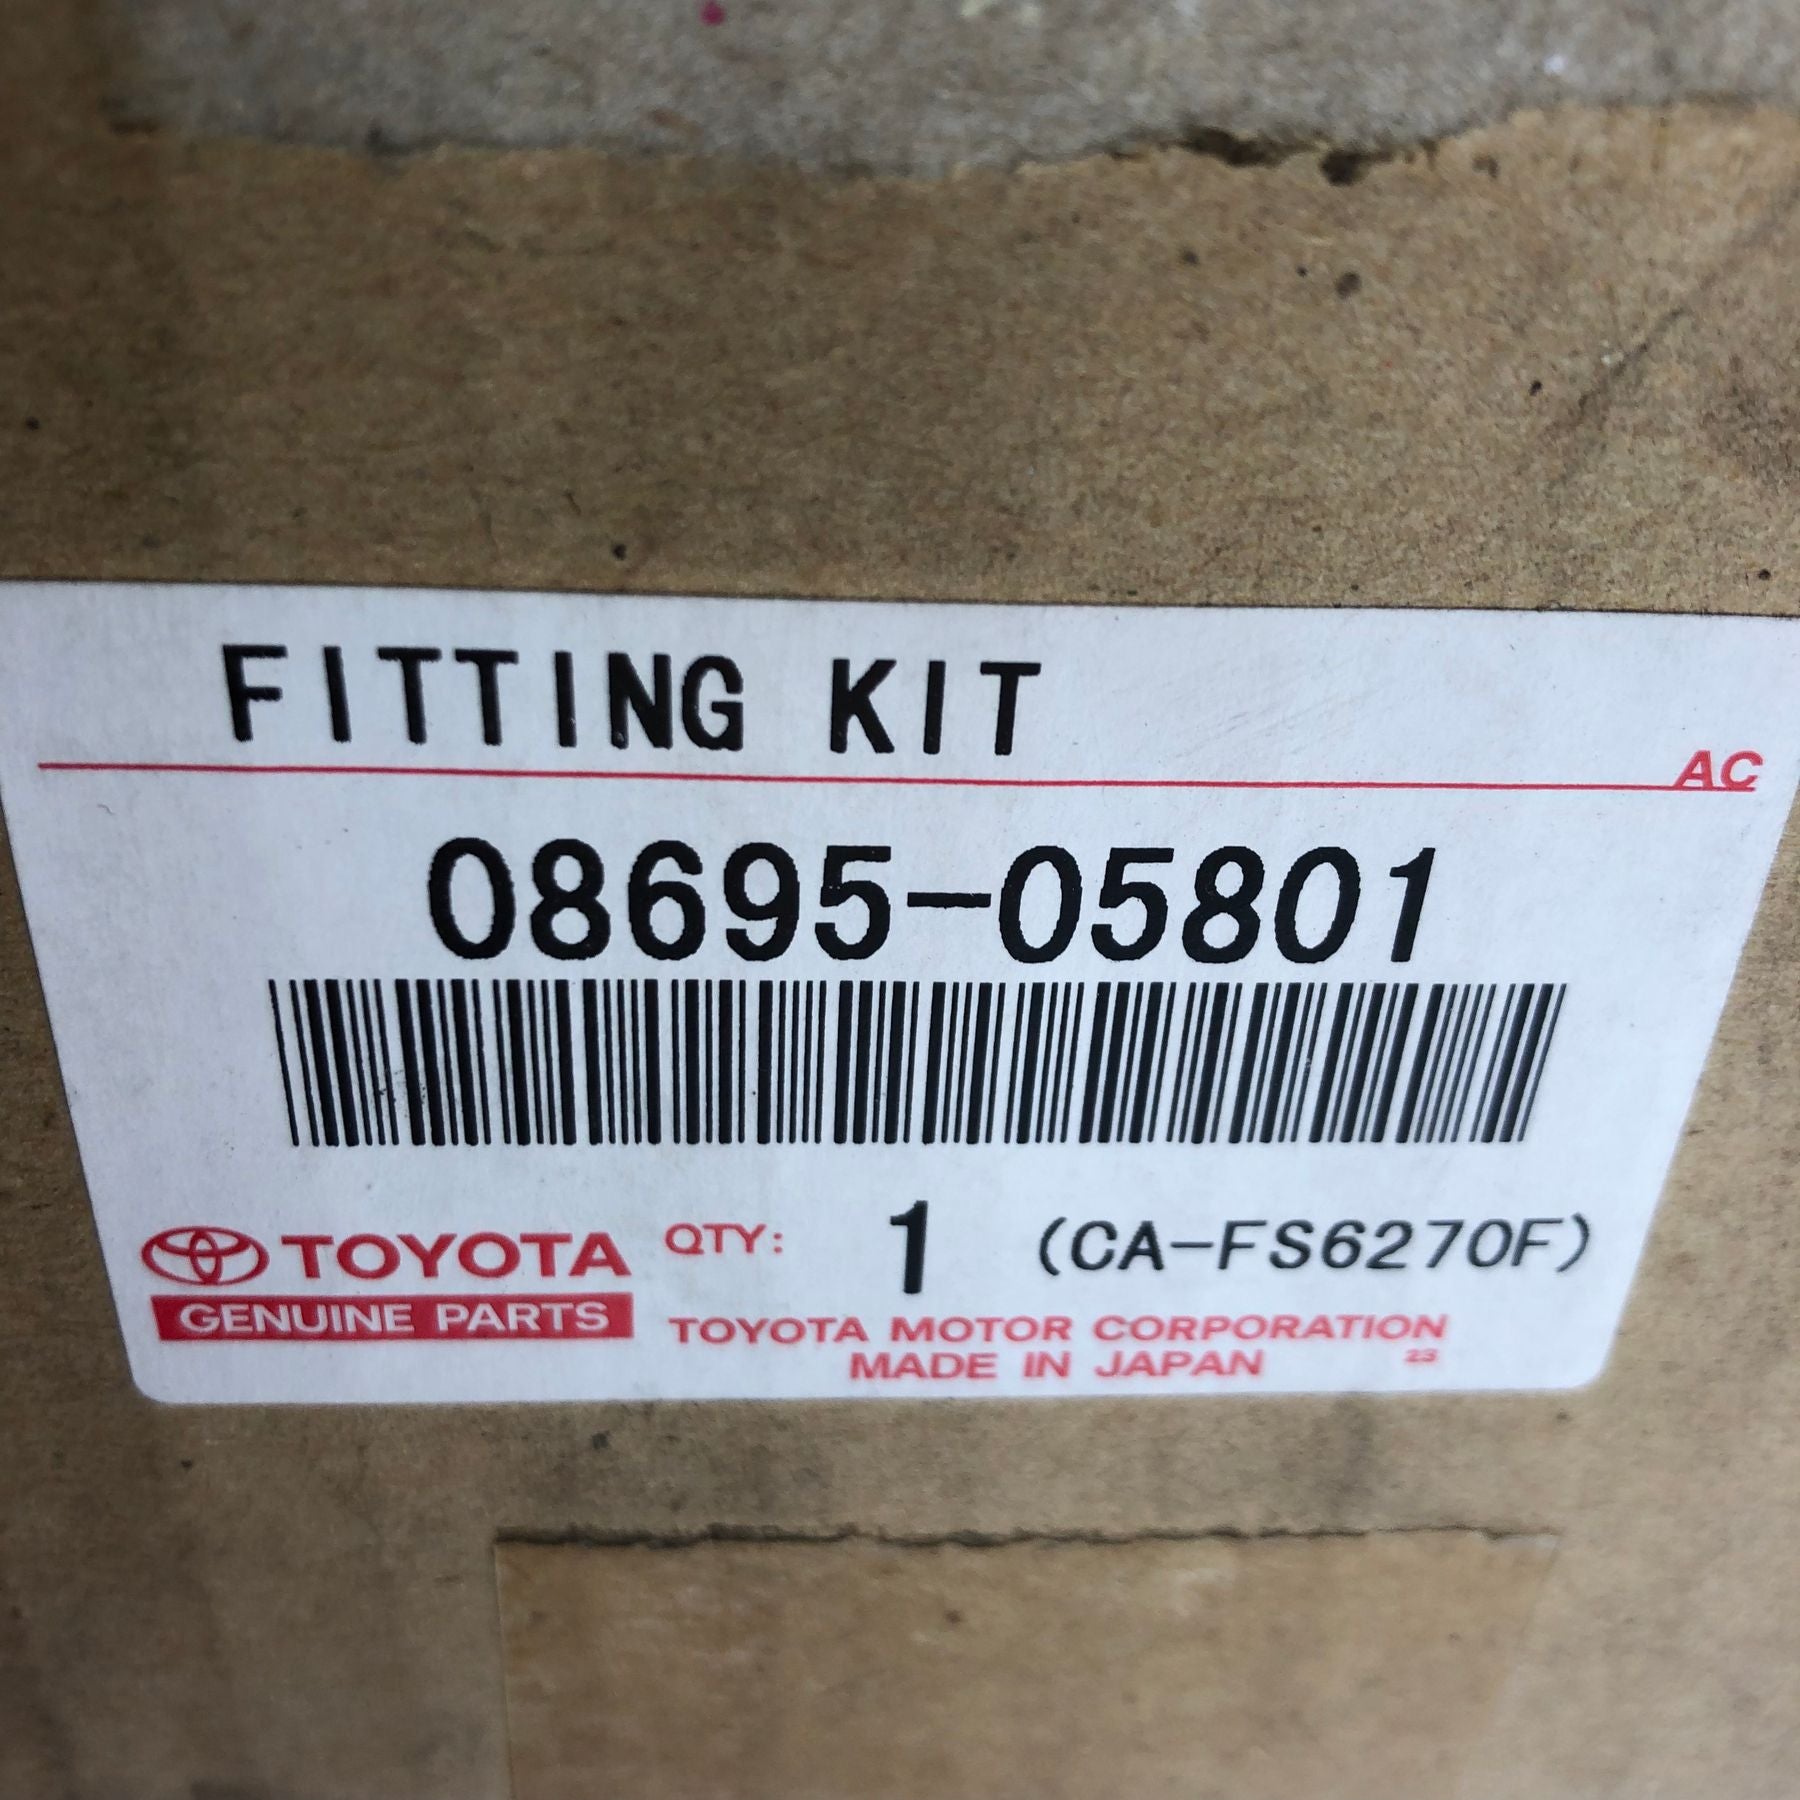 FITTING KIT
AC
08695-05801
TOYOTA QTY: 1 (CA-FS6270F)
GENUINE PARTS
TOYOTA MOTOR CORPORATION
MADE IN JAPAN 23